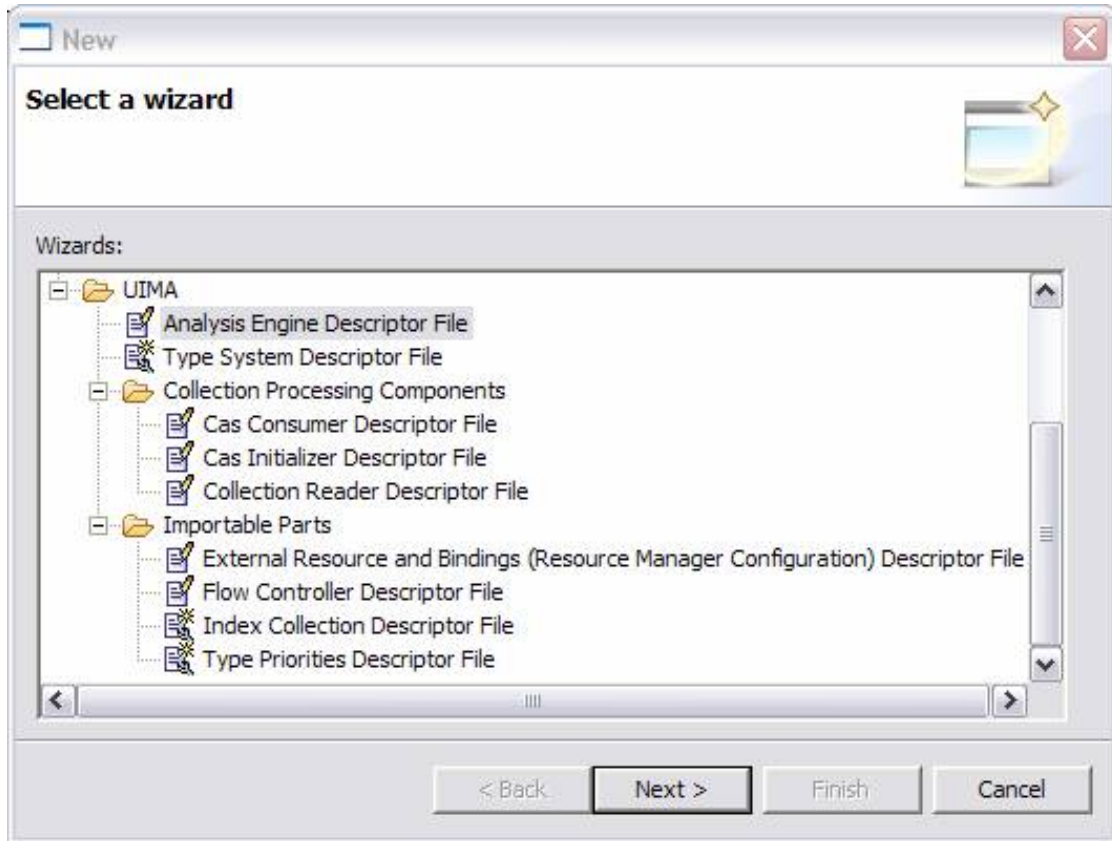 New
Select a wizard
Wizards:
UIMA
Analysis Engine Descriptor File
Type System Descriptor File
Collection Processing Components
Cas Consumer Descriptor File
Cas Initializer Descriptor File
Collection Reader Descriptor File
Importable Parts
External Resource and Bindings (Resource Manager Configuration) Descriptor File
Flow Controller Descriptor File
Index Collection Descriptor File
Type Priorities Descriptor File
< Back Next > Finish Cancel